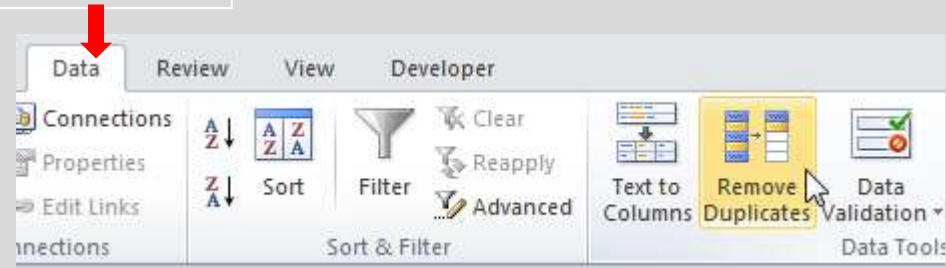 Data Review View Developer
Connections
Properties
Edit Links
A Z
Z A
A Z Z A
Sort
Filter
Clear
Reapply
Advanced
Text to Columns
Remove Duplicates
Data Validation
Sort & Filter
Data Tools